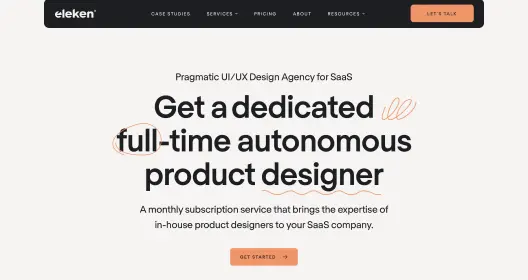 eleken
CASE STUDIES SERVICES PRICING ABOUT RESOURCES LET'S TALK
Pragmatic UI/UX Design Agency for SaaS
Get a dedicated
full-time autonomous
product designer
A monthly subscription service that brings the expertise of
in-house product designers to your SaaS company.
GET STARTED →